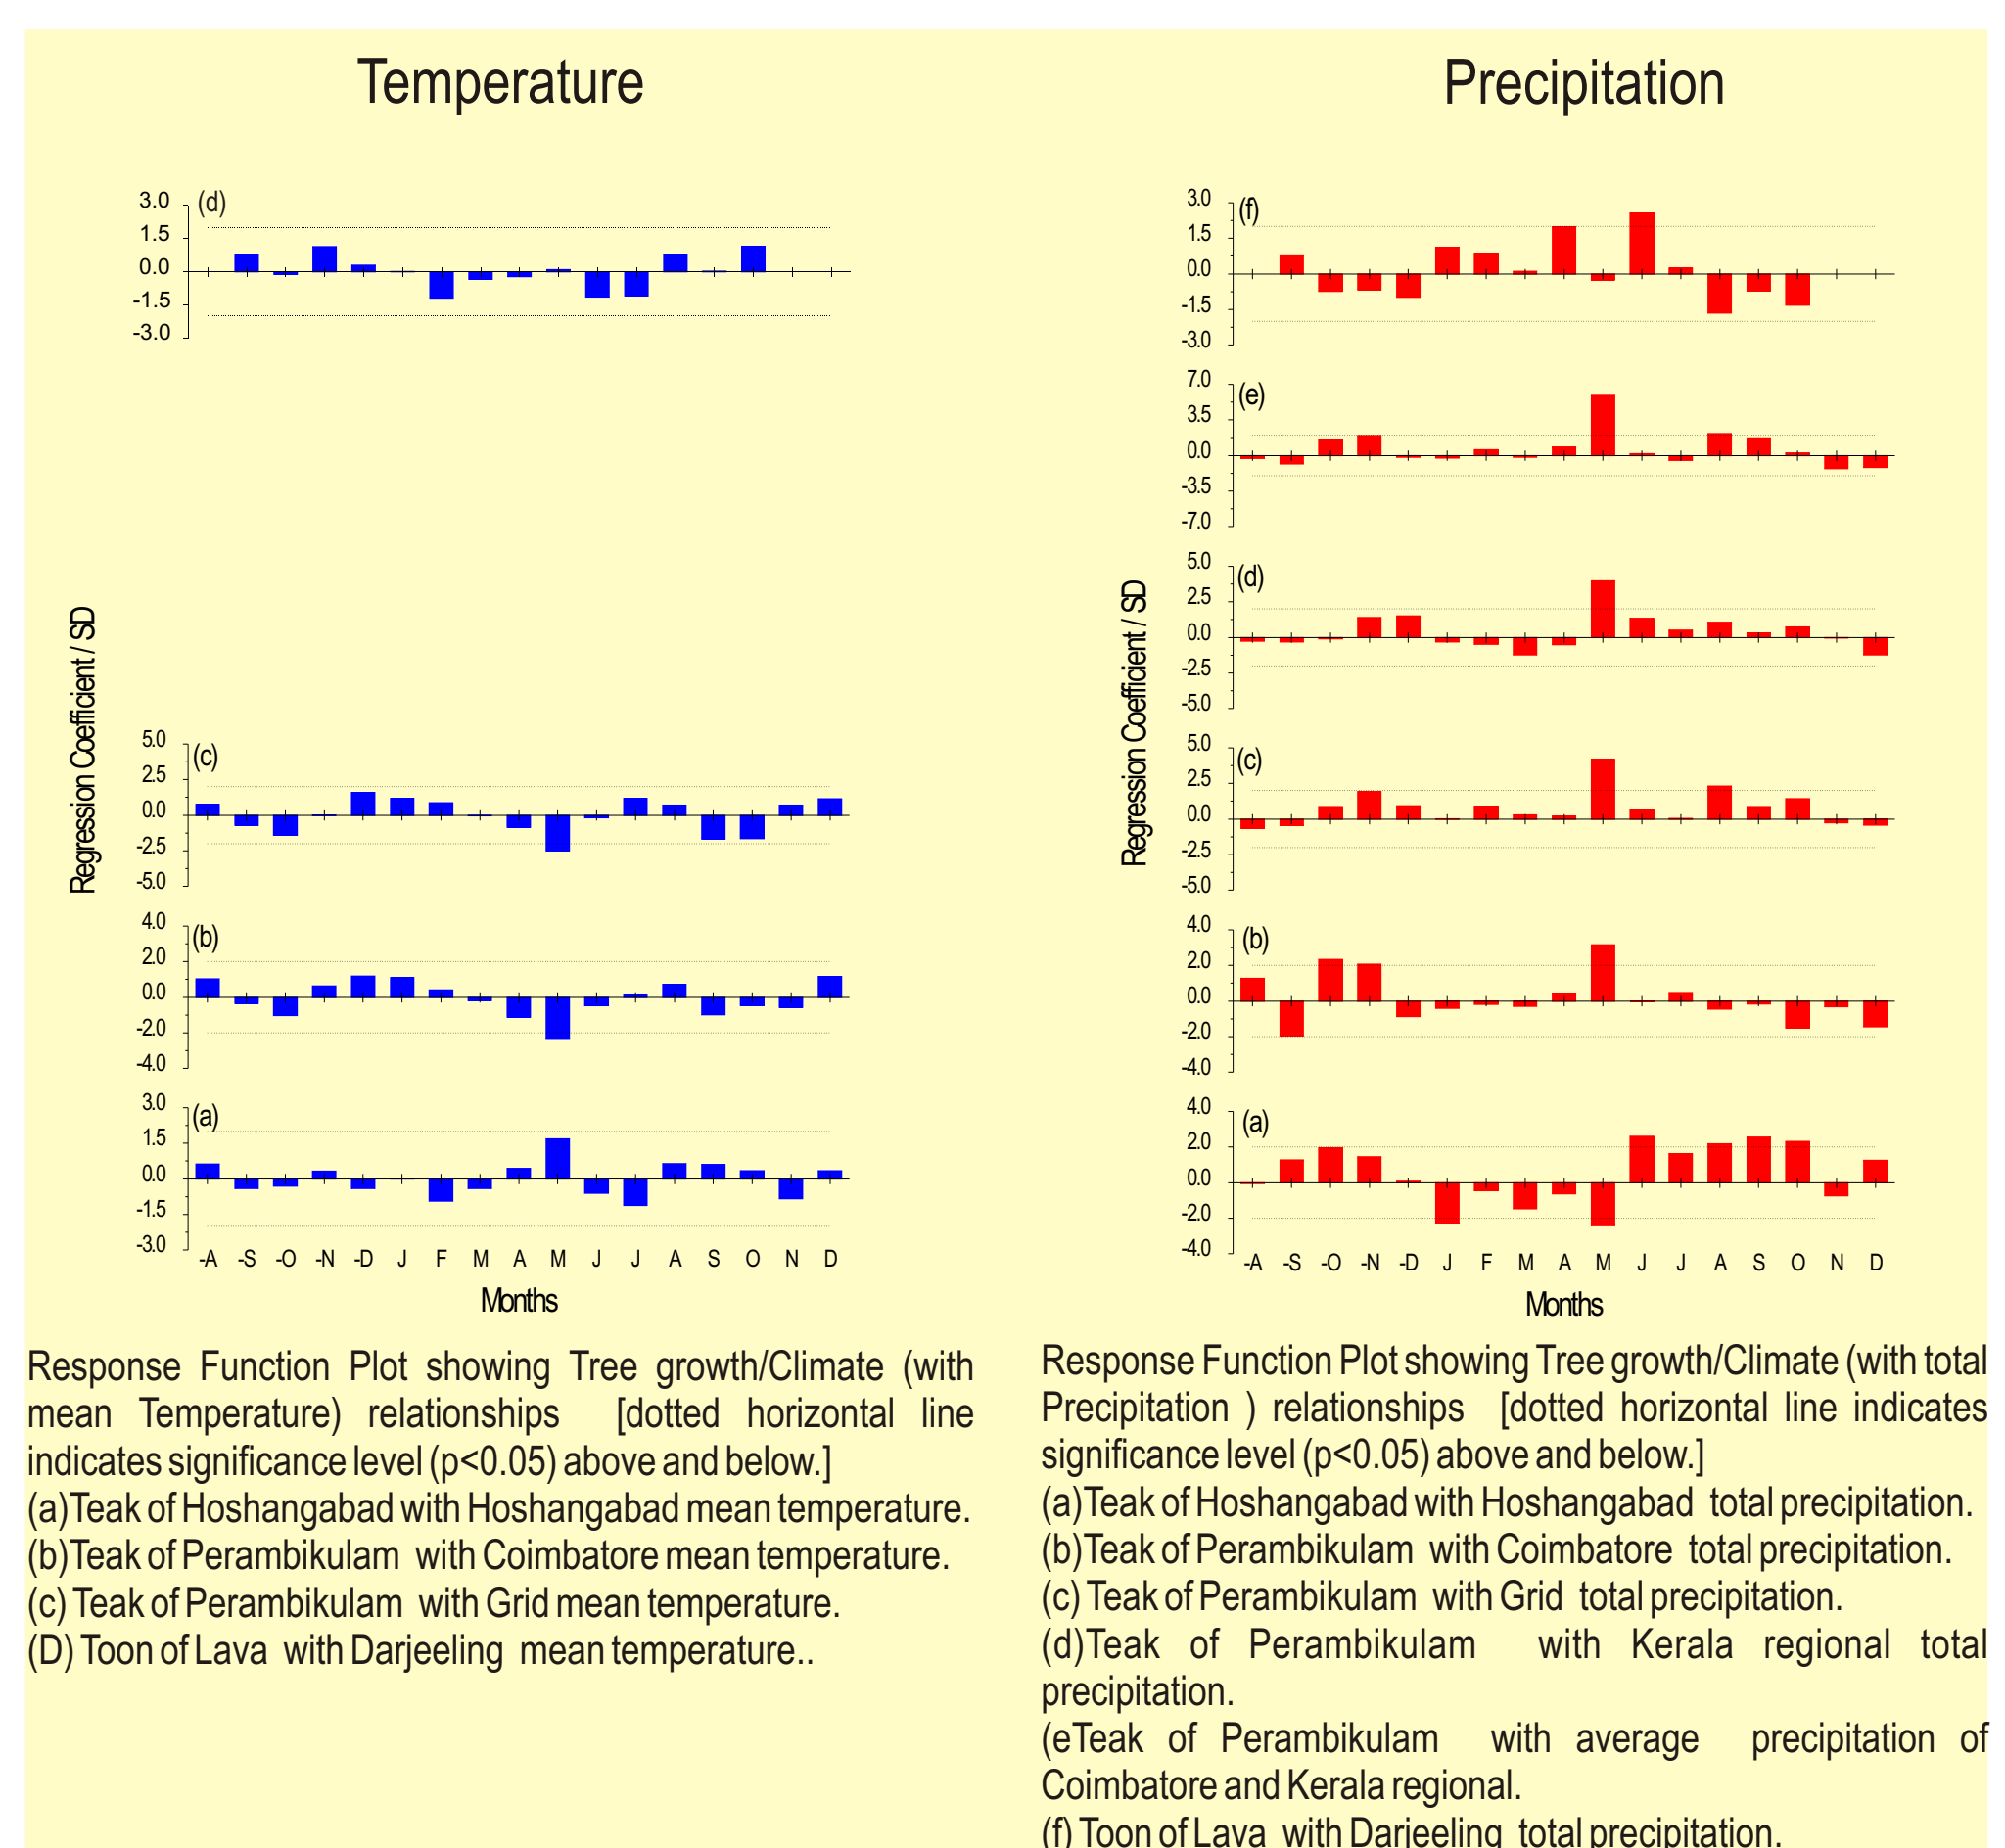 Temperature
3.0
1.5
0.0
-1.5
-3.0
(d)
Regression Coefficient / SD
5.0
2.5
0.0
-2.5
-5.0
(c)
4.0
2.0
0.0
-2.0
-4.0
(b)
3.0
1.5
0.0
-1.5
-3.0
(a)
-A -S -O -N -D J F M A M J J A S O N D
Months
Response Function Plot showing Tree growth/Climate (with
mean Temperature) relationships [dotted horizontal line
indicates significance level (p<0.05) above and below.]
(a)Teak of Hoshangabad with Hoshangabad mean temperature.
(b)Teak of Perambikulam with Coimbatore mean temperature.
(c) Teak of Perambikulam with Grid mean temperature.
(D) Toon of Lava with Darjeeling mean temperature..
Precipitation
3.0
1.5
0.0
-1.5
-3.0
(f)
7.0
3.5
0.0
-3.5
-7.0
(e)
5.0
2.5
0.0
-2.5
-5.0
(d)
Regression Coefficient / SD
5.0
2.5
0.0
-2.5
-5.0
(c)
4.0
2.0
0.0
-2.0
-4.0
(b)
4.0
2.0
0.0
-2.0
-4.0
(a)
-A -S -O -N -D J F M A M J J A S O N D
Months
Response Function Plot showing Tree growth/Climate (with total
Precipitation ) relationships [dotted horizontal line indicates
significance level (p<0.05) above and below.]
(a)Teak of Hoshangabad with Hoshangabad total precipitation.
(b)Teak of Perambikulam with Coimbatore total precipitation.
(c) Teak of Perambikulam with Grid total precipitation.
(d)Teak of Perambikulam with Kerala regional total
precipitation.
(eTeak of Perambikulam with average precipitation of
Coimbatore and Kerala regional.
(f) Toon of Lava with Darjeeling total precipitation.